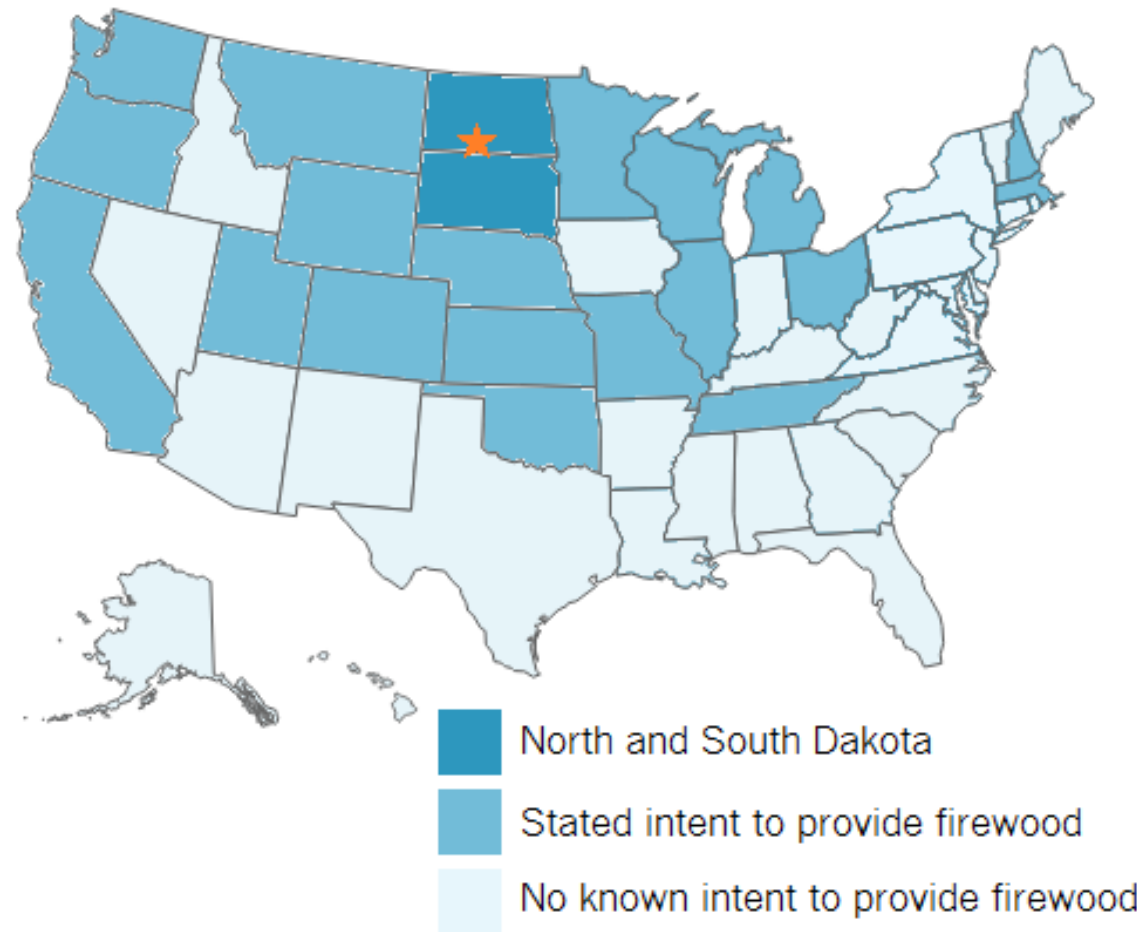 North and South Dakota
Stated intent to provide firewood
No known intent to provide firewood